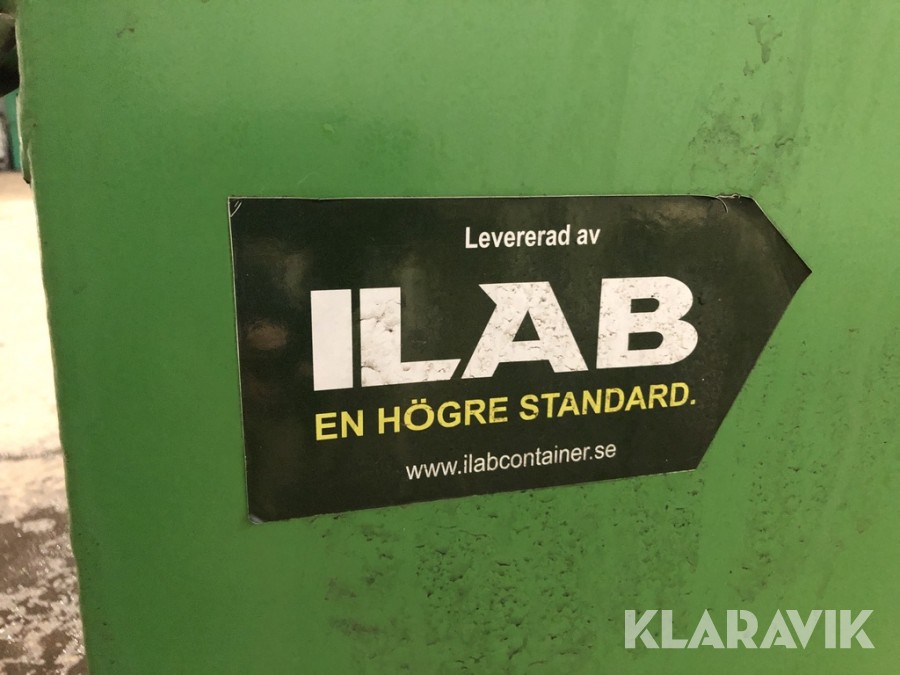 Levererad av
ILAB
EN HÖGRE STANDARD.
www.ilabcontainer.se
KLARAVIK